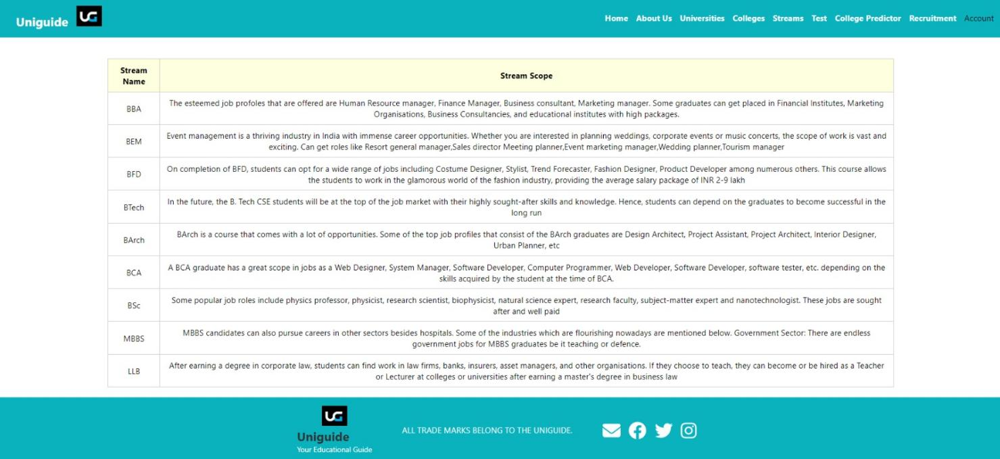 Uniguide UG
Home About Us Universities Colleges Streams Test College Predictor Recruitment Account
Stream Name
Stream Scope
BBA
The esteemed job profoles that are offered are Human Resource manager, Finance Manager, Business consultant, Marketing manager. Some graduates can get placed in Financial Institutes, Marketing
Organisations, Business Consultancies, and educational institutes with high packages.
BEM
Event management is a thriving industry in India with immense career opportunities. Whether you are interested in planning weddings, corporate events or music concerts, the scope of work is vast and
exciting. Can get roles like Resort general manager,Sales director Meeting planner,Event marketing manager,Wedding planner,Tourism manager
BFD
On completion of BFD, students can opt for a wide range of jobs including Costume Designer, Stylist, Trend Forecaster, Fashion Designer, Product Developer among numerous others. This course allows
the students to work in the glamorous world of the fashion industry, providing the average salary package of INR 2-9 lakh
BTech
In the future, the B. Tech CSE students will be at the top of the job market with their highly sought-after skills and knowledge. Hence, students can depend on the graduates to become successful in the
long run
BArch
BArch is a course that comes with a lot of opportunities. Some of the top job profiles that consist of the BArch graduates are Design Architect, Project Assistant, Project Architect, Interior Designer,
Urban Planner, etc
BCA
A BCA graduate has a great scope in jobs as a Web Designer, System Manager, Software Developer, Computer Programmer, Web Developer, Software Developer, software tester, etc. depending on the
skills acquired by the student at the time of BCA.
BSc
Some popular job roles include physics professor, physicist, research scientist, biophysicist, natural science expert, research faculty, subject-matter expert and nanotechnologist. These jobs are sought
after and well paid
MBBS
MBBS candidates can also pursue careers in other sectors besides hospitals. Some of the industries which are flourishing nowadays are mentioned below. Government Sector: There are endless
government jobs for MBBS graduates be it teaching or defence.
LLB
After earning a degree in corporate law, students can find work in law firms, banks, insurers, asset managers, and other organisations. If they choose to teach, they can become or be hired as a Teacher
or Lecturer at colleges or universities after earning a master's degree in business law
UG
Uniguide
Your Educational Guide
ALL TRADE MARKS BELONG TO THE UNIGUIDE.